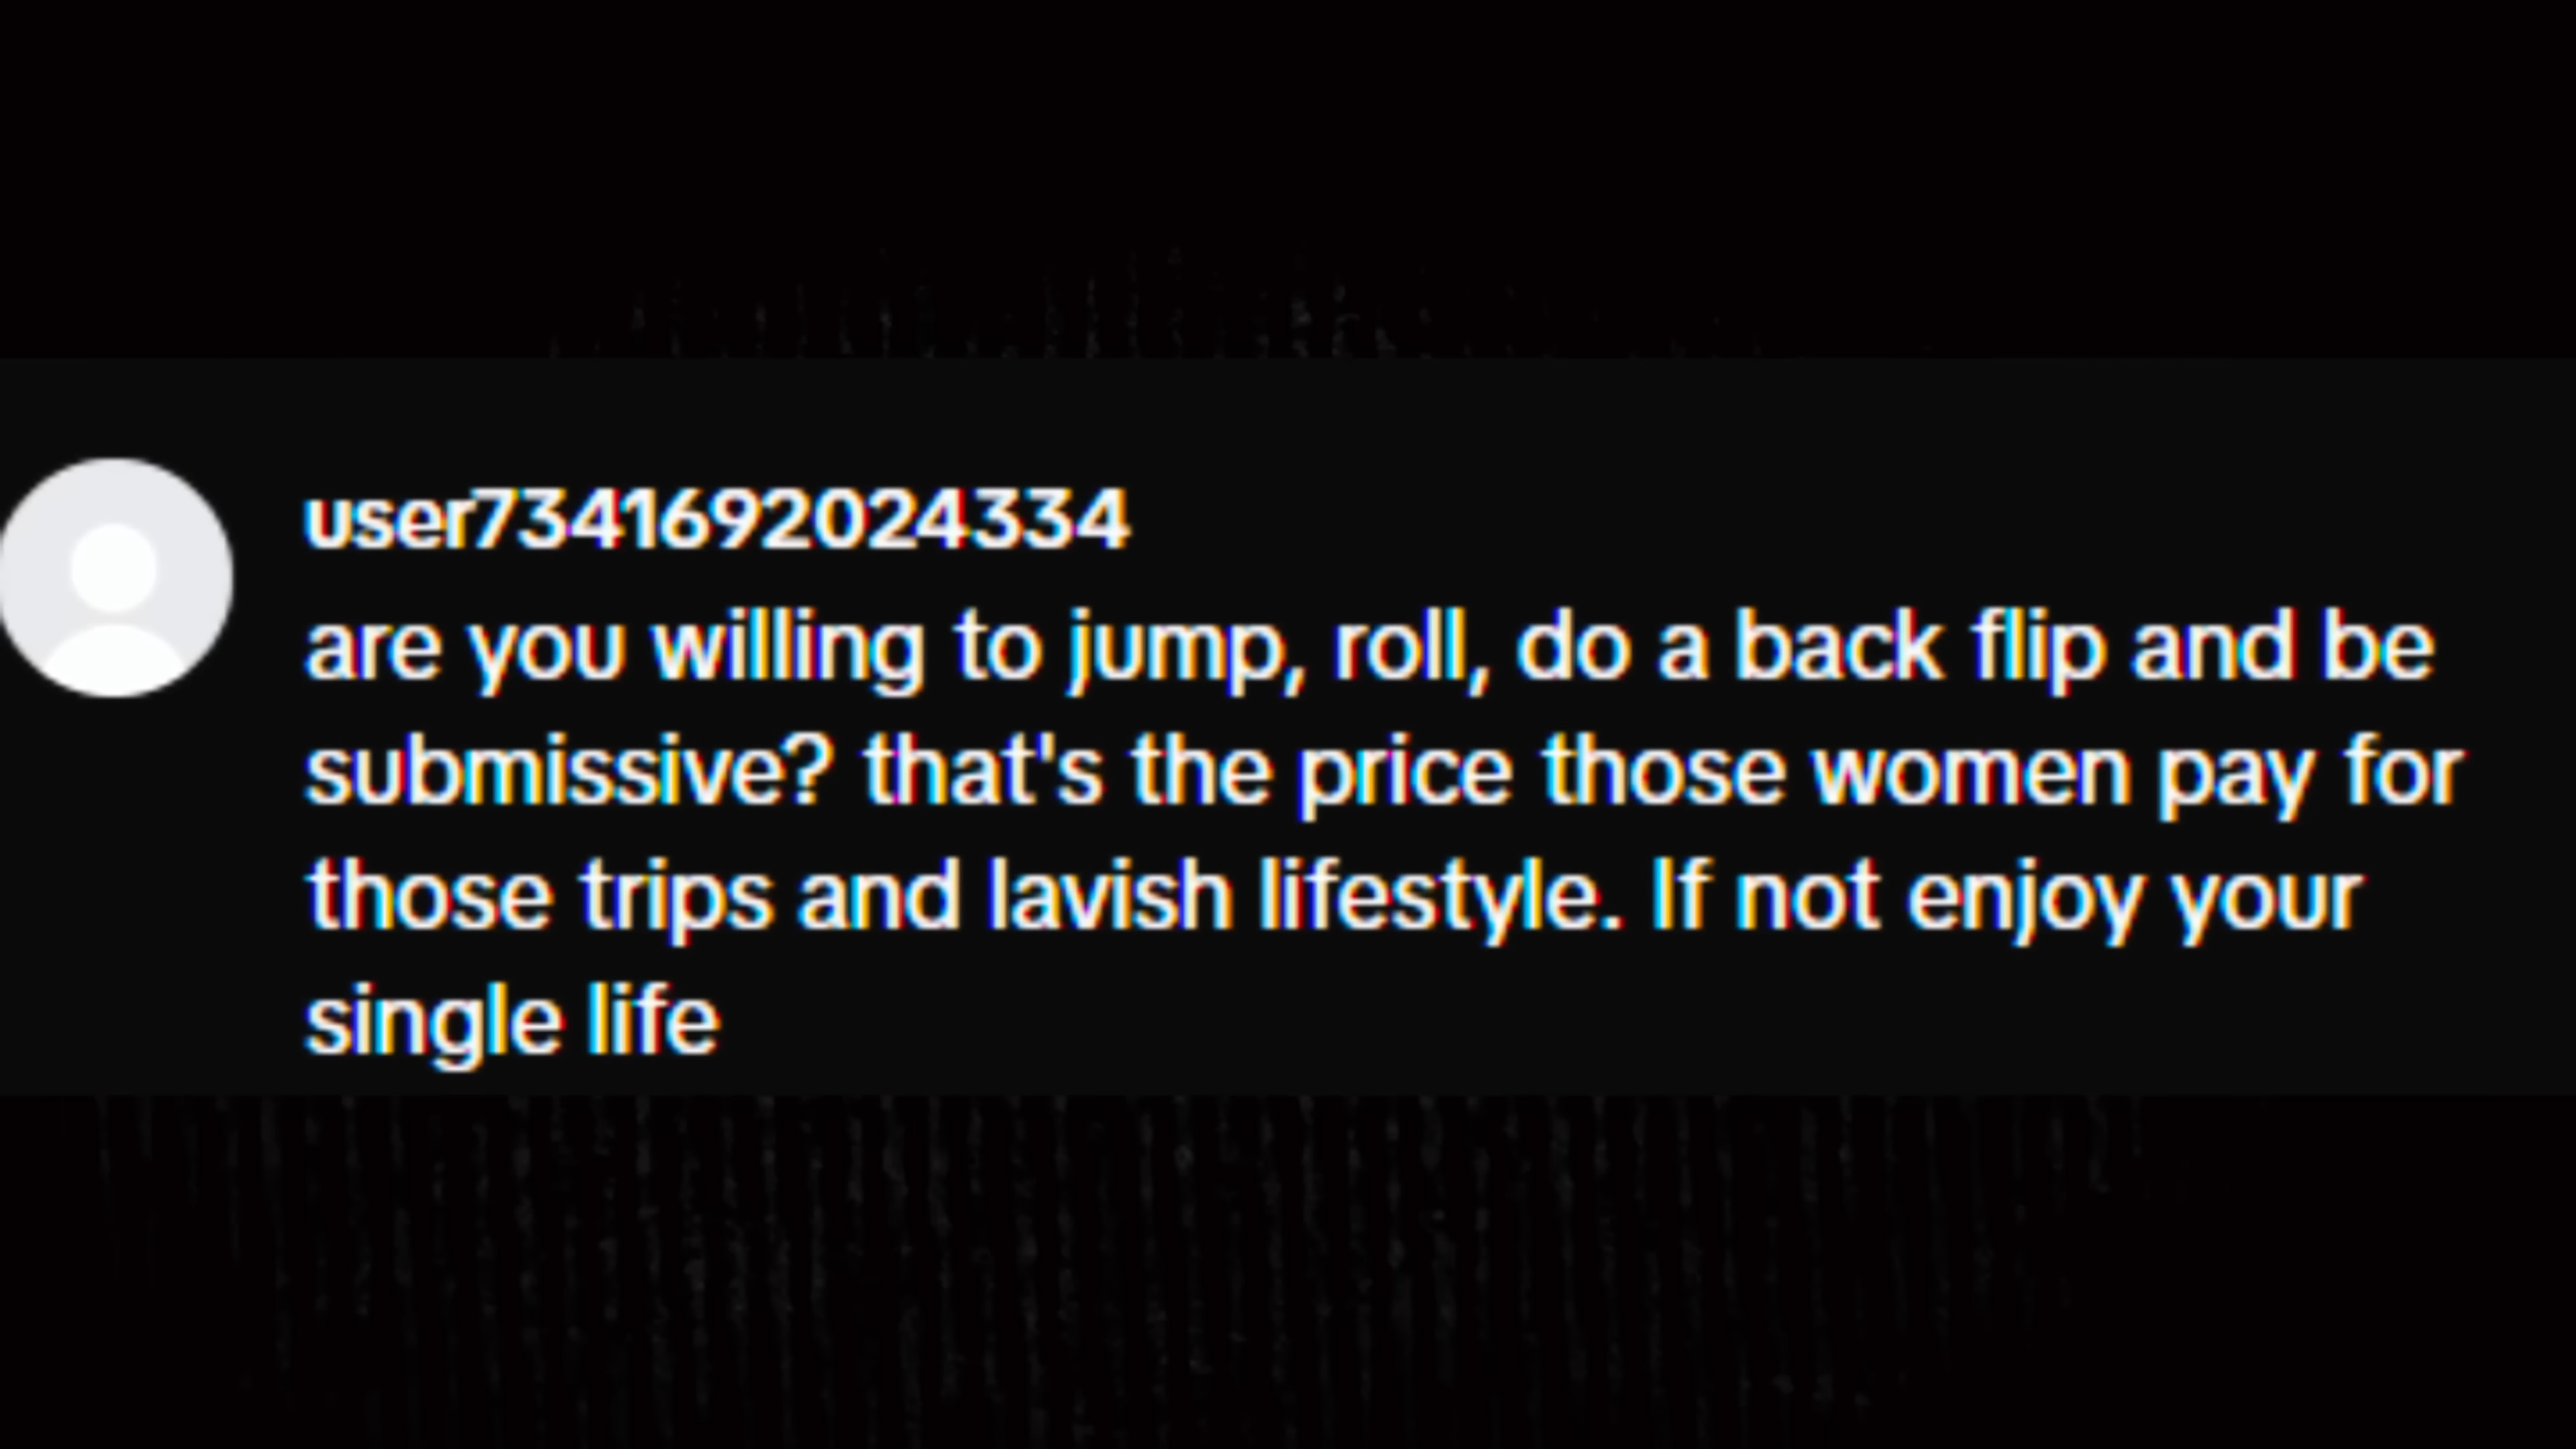 user7341692024334
are you willing to jump, roll, do a back flip and be
submissive? that's the price those women pay for
those trips and lavish lifestyle. If not enjoy your
single life